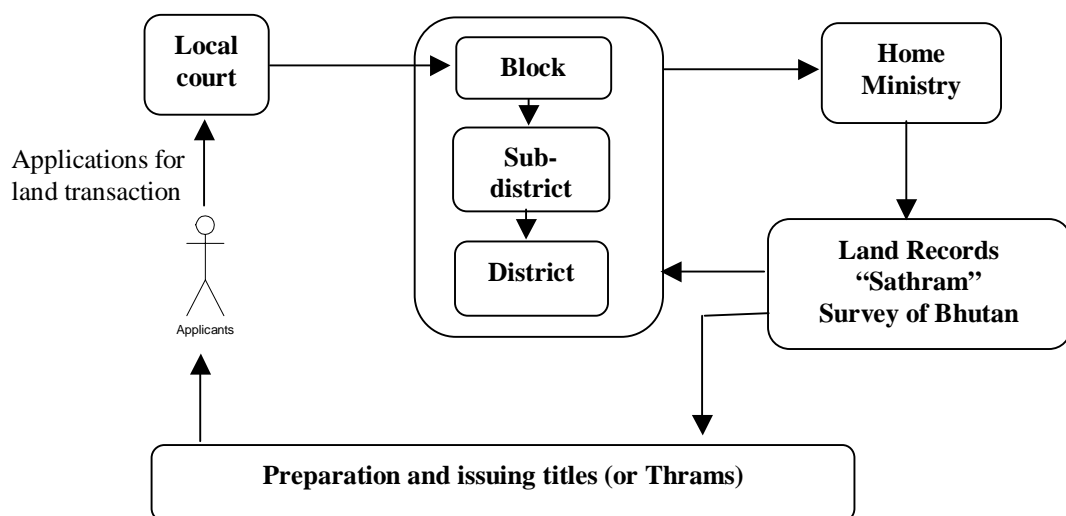 Local
court
Block
Home
Ministry
Applications for
land transaction
Sub-
district
District
Land Records
“Sathram”
Survey of Bhutan
Applicants
Preparation and issuing titles (or Thrams)